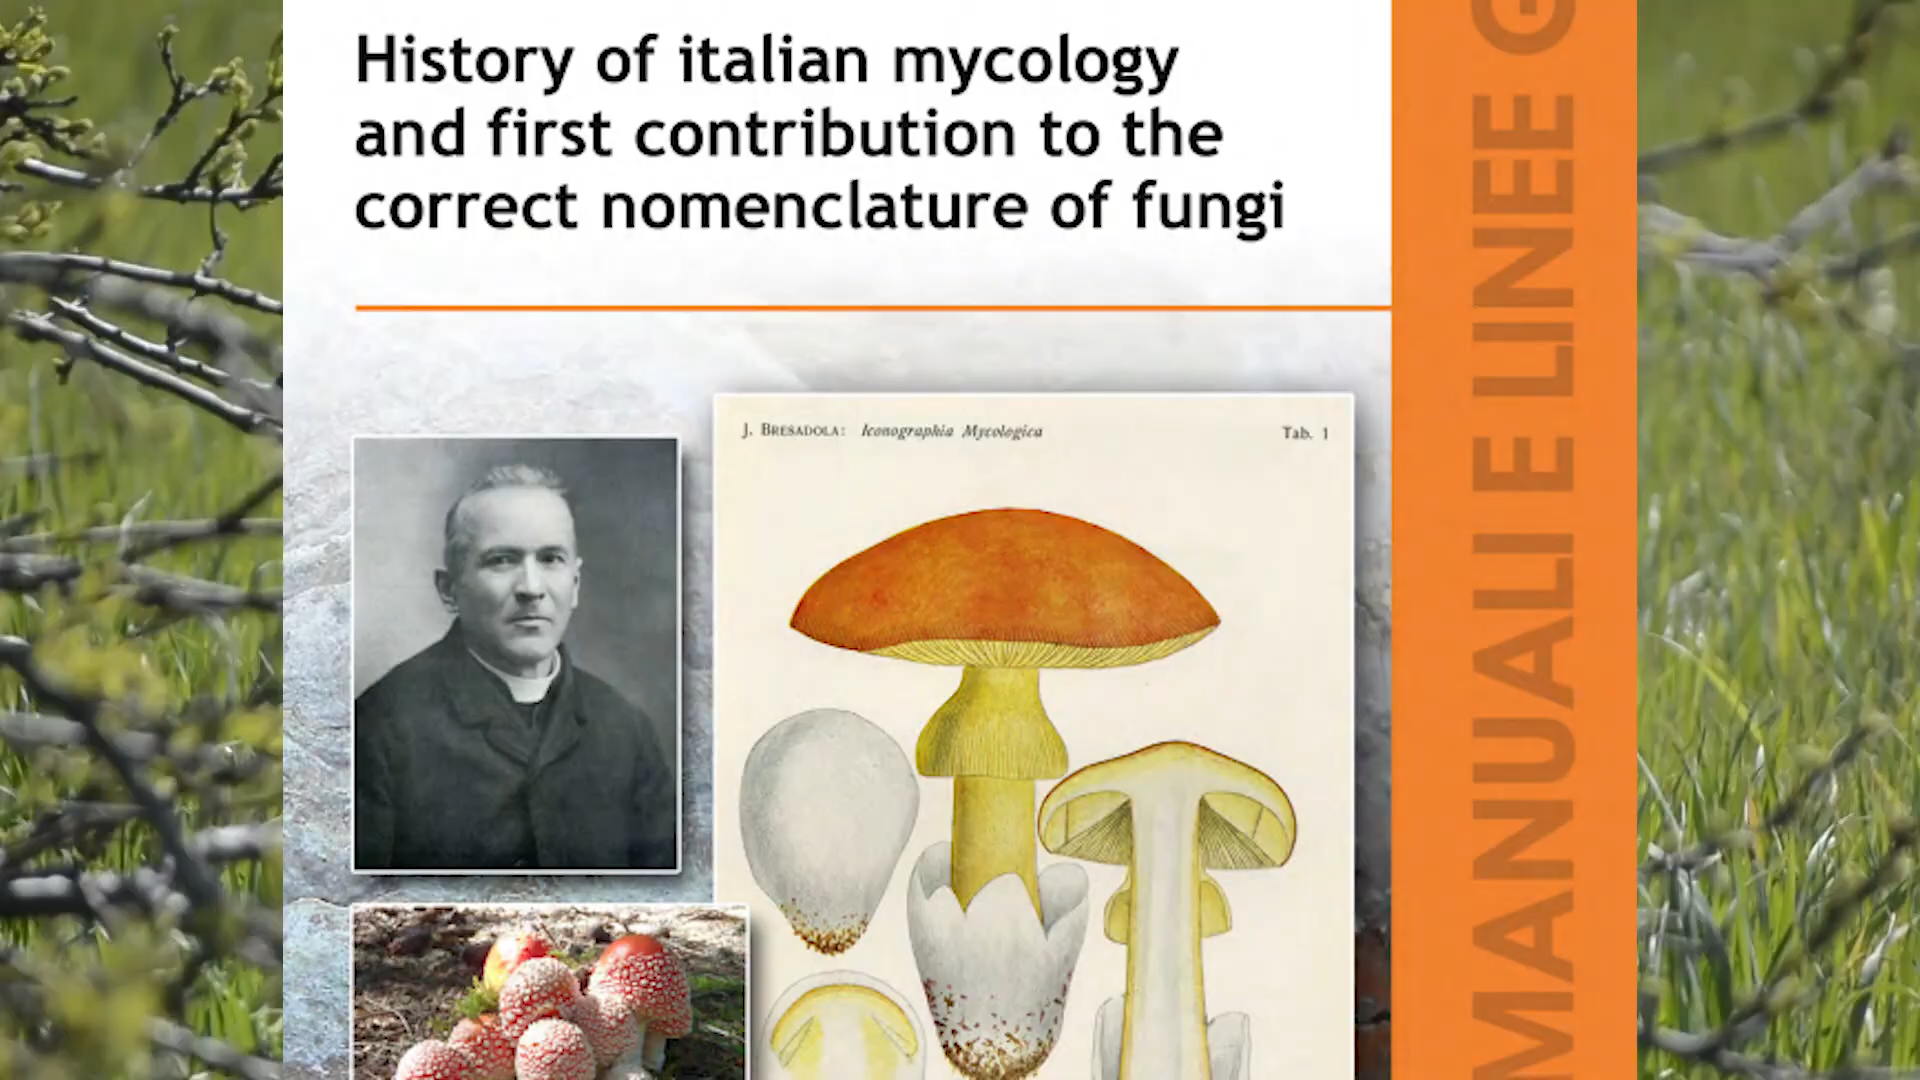 History of italian mycology
and first contribution to the
correct nomenclature of fungi
J. BRESADOLA: Iconographia Mycologica
Tab. 1
MANUALI E LINEE G